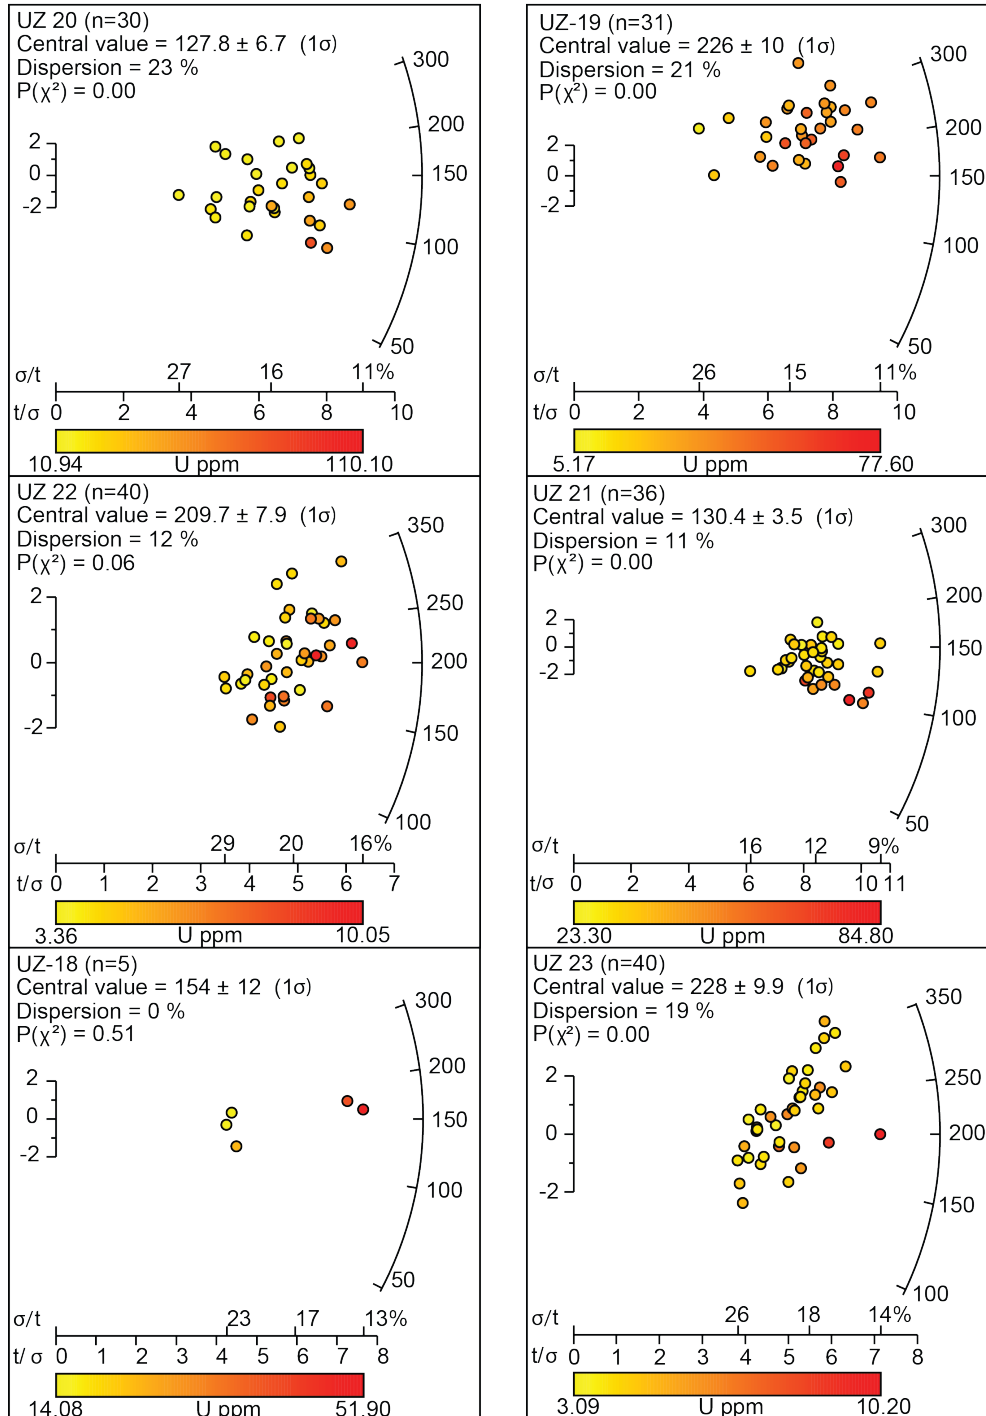 UZ 20 (n=30)
Central value = 127.8 ± 6.7 (1σ)
Dispersion = 23 %
P(χ²) = 0.00
300
200
150
100
50
2
0
-2
σ/t
27
16
11%
t/σ
0
2
4
6
8
10
10.94
U ppm
110.10
UZ-19 (n=31)
Central value = 226 ± 10 (1σ)
Dispersion = 21 %
P(χ²) = 0.00
300
200
150
100
50
2
0
-2
σ/t
26
15
11%
t/σ
0
2
4
6
8
10
5.17
U ppm
77.60
UZ 22 (n=40)
Central value = 209.7 ± 7.9 (1σ)
Dispersion = 12 %
P(χ²) = 0.06
350
250
200
150
100
2
0
-2
σ/t
29
20
16%
t/σ
0
1
2
3
4
5
6
7
3.36
U ppm
10.05
UZ 21 (n=36)
Central value = 130.4 ± 3.5 (1σ)
Dispersion = 11 %
P(χ²) = 0.00
300
200
150
100
50
2
0
-2
σ/t
16
12
9%
t/σ
0
2
4
6
8
10
11
23.30
U ppm
84.80
UZ-18 (n=5)
Central value = 154 ± 12 (1σ)
Dispersion = 0 %
P(χ²) = 0.51
300
200
150
100
50
2
0
-2
σ/t
23
17
13%
t/ σ
0
1
2
3
4
5
6
7
8
14.08
U ppm
51.90
UZ 23 (n=40)
Central value = 228 ± 9.9 (1σ)
Dispersion = 19 %
P(χ²) = 0.00
350
250
200
150
100
2
0
-2
σ/t
26
18
14%
t/σ
0
1
2
3
4
5
6
7
8
3.09
U ppm
10.20